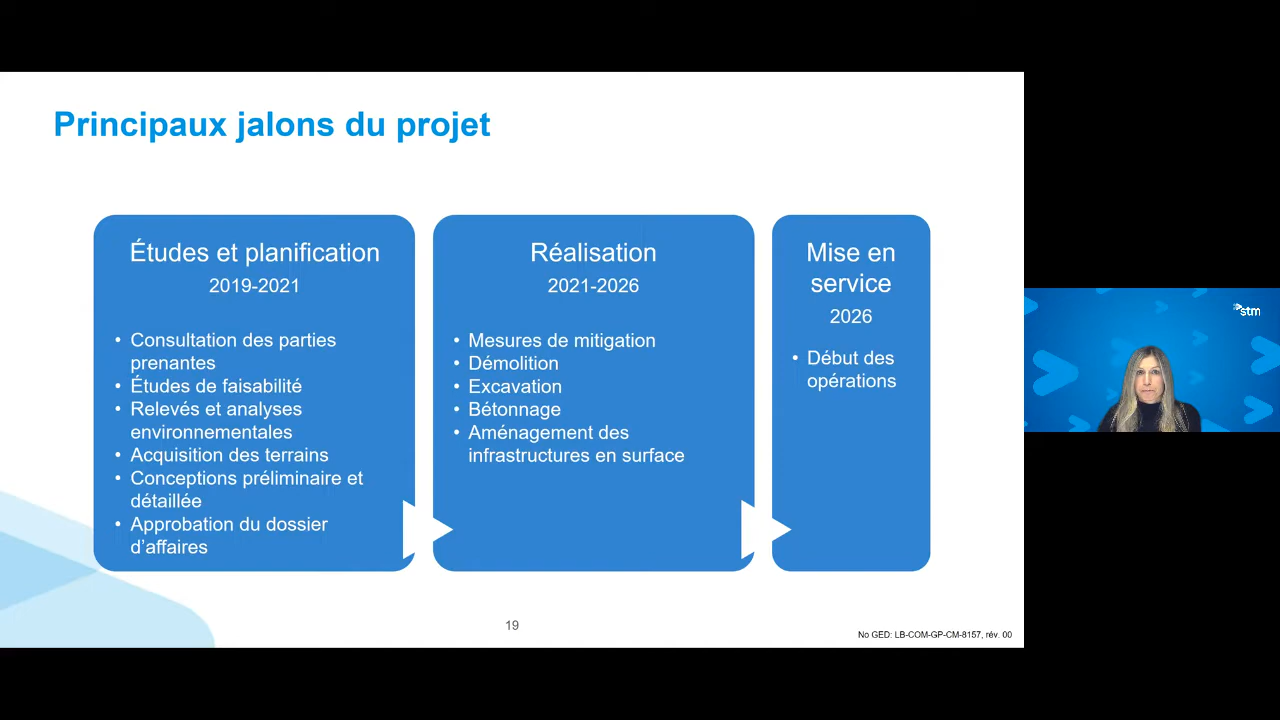 Principaux jalons du projet
Études et planification
2019-2021
• Consultation des parties
prenantes
• Études de faisabilité
• Relevés et analyses
environnementales
• Acquisition des terrains
• Conceptions préliminaire et
détaillée
• Approbation du dossier
d’affaires
Réalisation
2021-2026
• Mesures de mitigation
• Démolition
• Excavation
• Bétonnage
• Aménagement des
infrastructures en surface
Mise en
service
2026
• Début des
opérations
stm
19
No GED: LB-COM-GP-CM-8157, rév. 00